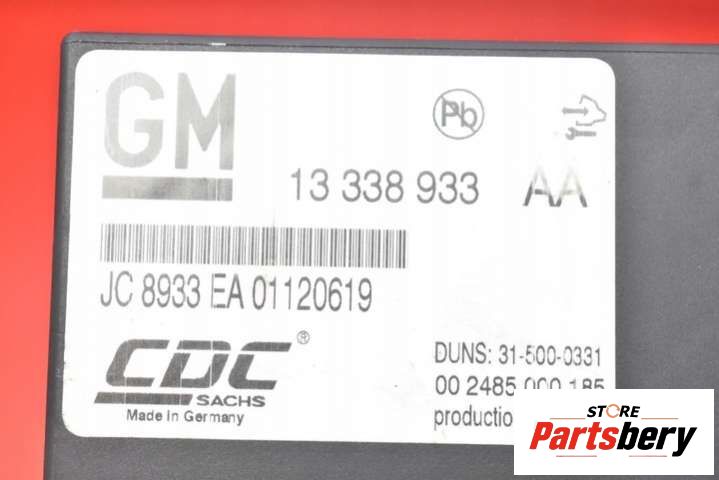 GM
Pb
13 338 933 AA
JC 8933 EA 01120619
CDC®
SACHS
Made in Germany
DUNS: 31-500-0331
00 2485 000 185
STORE
Partsbery